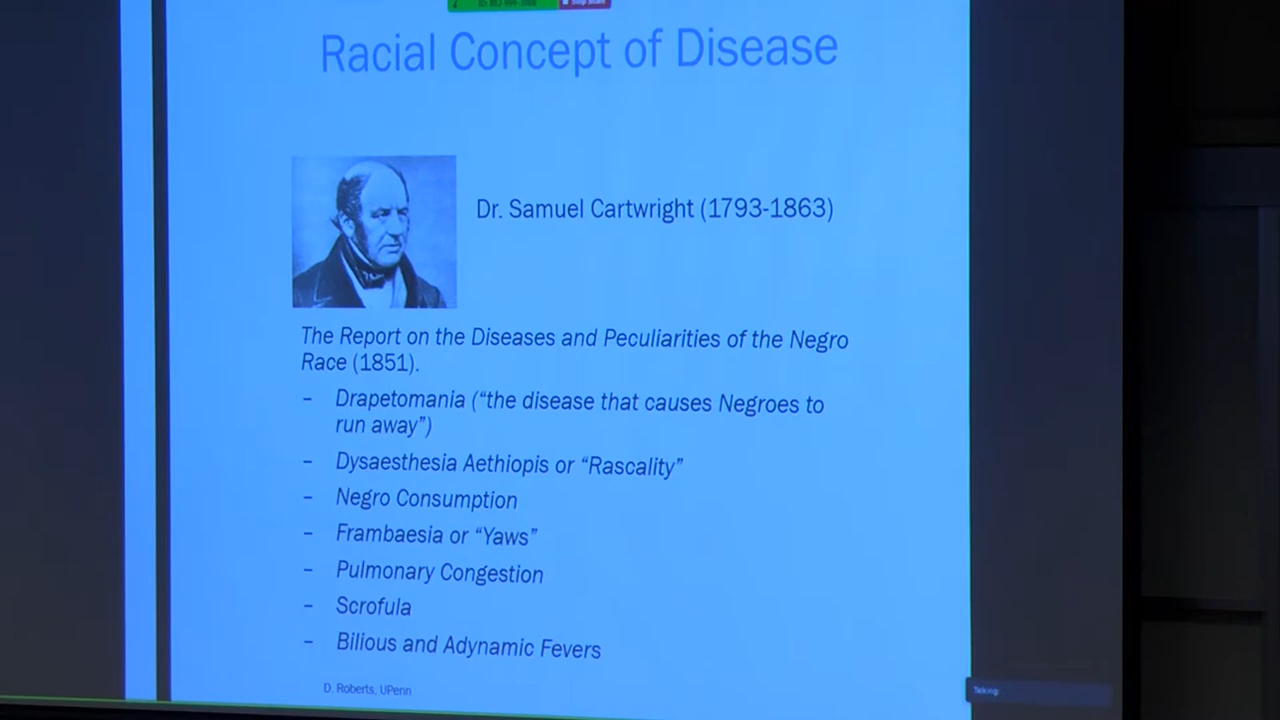 Racial Concept of Disease
Dr. Samuel Cartwright (1793-1863)
The Report on the Diseases and Peculiarities of the Negro
Race (1851).
- Drapetomania (“the disease that causes Negroes to
run away”)
- Dysaesthesia Aethiopis or “Rascality”
- Negro Consumption
- Frambaesia or “Yaws”
- Pulmonary Congestion
- Scrofula
- Bilious and Adynamic Fevers
D. Roberts, UPenn
Talking: